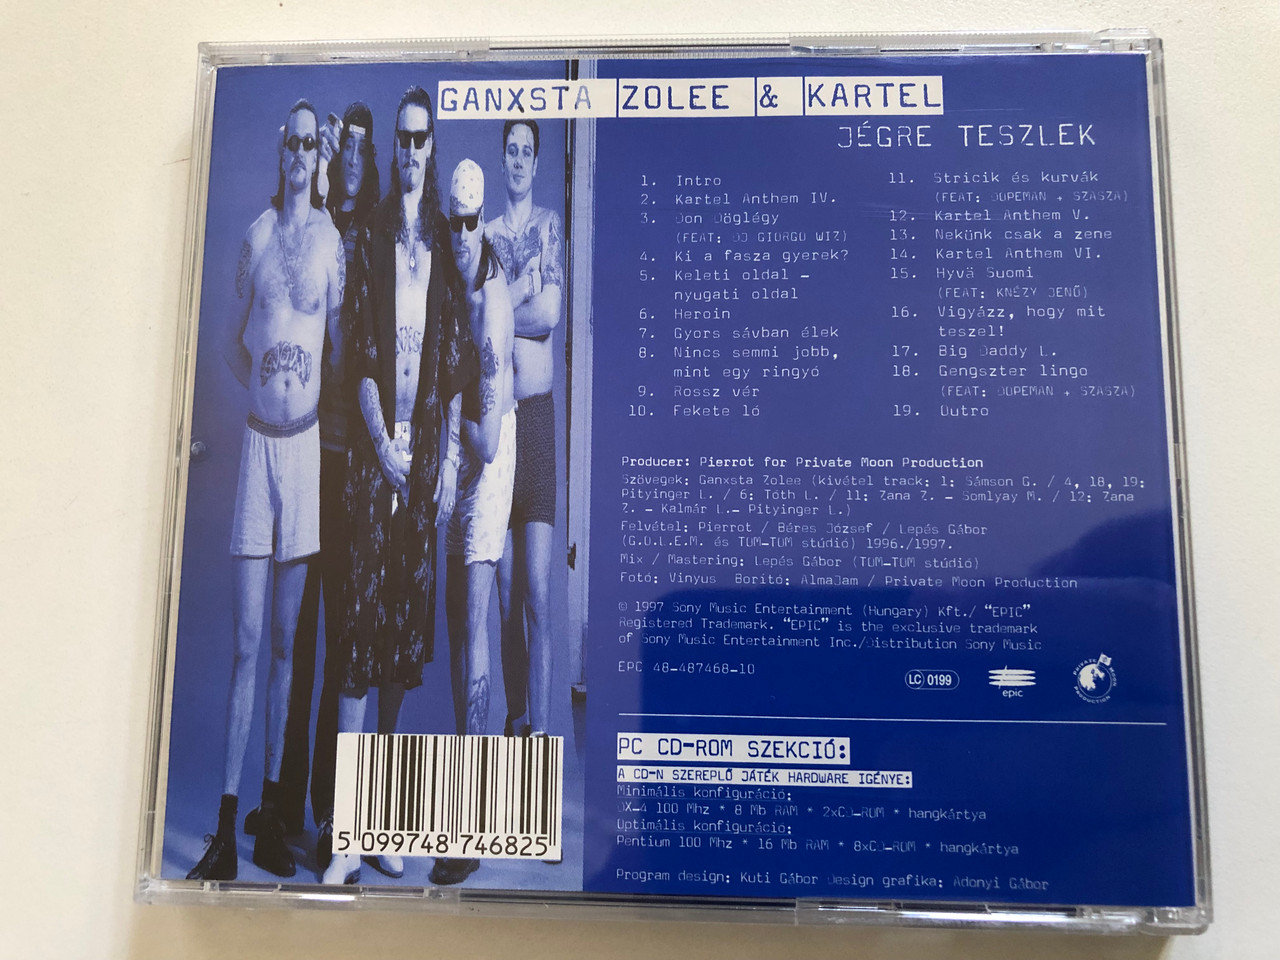 GANXSTA ZOLEE & KARTEL
JÉGRE TESZLEK
1. Intro
2. Kartel Anthem IV.
3. Don Döglégy
(FEAT: DJ GIORGO WIZ)
4. Ki a fasza gyerek?
5. Keleti oldal –
nyugati oldal
6. Heroin
7. Gyors sávban élek
8. Nincs semmi jobb,
mint egy ringyó
9. Rossz vér
10. Fekete ló
11. Stricik és kurvák
(FEAT: DOPEMAN + SZASZA)
12. Kartel Anthem V.
13. Nekünk csak a zene
14. Kartel Anthem VI.
15. Hyvä Suomi
(FEAT: KNÉZY JENŰ)
16. Vigyázz, hogy mit
teszel!
17. Big Daddy L.
18. Gengszter lingo
(FEAT: DOPEMAN + SZASZA)
19. Outro
Producer: Pierrot for Private Moon Production
Szövegek: Ganxsta Zolee (kivétel track: 1: Sámson G. / 4, 18, 19:
Pityinger L. / 6: Tóth L. / 11: Zana Z. – Somlyay M. / 12: Zana
Z. – Kalmár L.– Pityinger L.)
Felvétel: Pierrot / Béres József / Lepés Gábor
(G.O.L.E.M. és TOM–TOM stúdió) 1996./1997.
Mix / Mastering: Lepés Gábor (TOM–TOM stúdió)
Fotó: Vinyus Borító: AlmaJam / Private Moon Production
© 1997 Sony Music Entertainment (Hungary) Kft./ “EPIC”
Registered Trademark. “EPIC” is the exclusive trademark
of Sony Music Entertainment Inc./Distribution Sony Music
EPC 48–487468–10
LC 0199
epic
PRIVATE MOON PRODUCTION
PC CD–ROM SZEKCIÓ:
A CD–N SZEREPLŐ JÁTÉK HARDWARE IGÉNYE:
Minimális konfiguráció:
DX–4 100 Mhz * 8 Mb RAM * 2xCD–ROM * hangkártya
Optimális konfiguráció:
Pentium 100 Mhz * 16 Mb RAM * 8xCD–ROM * hangkártya
Program design: Kuti Gábor Design grafika: Adonyi Gábor
5 099748 746825